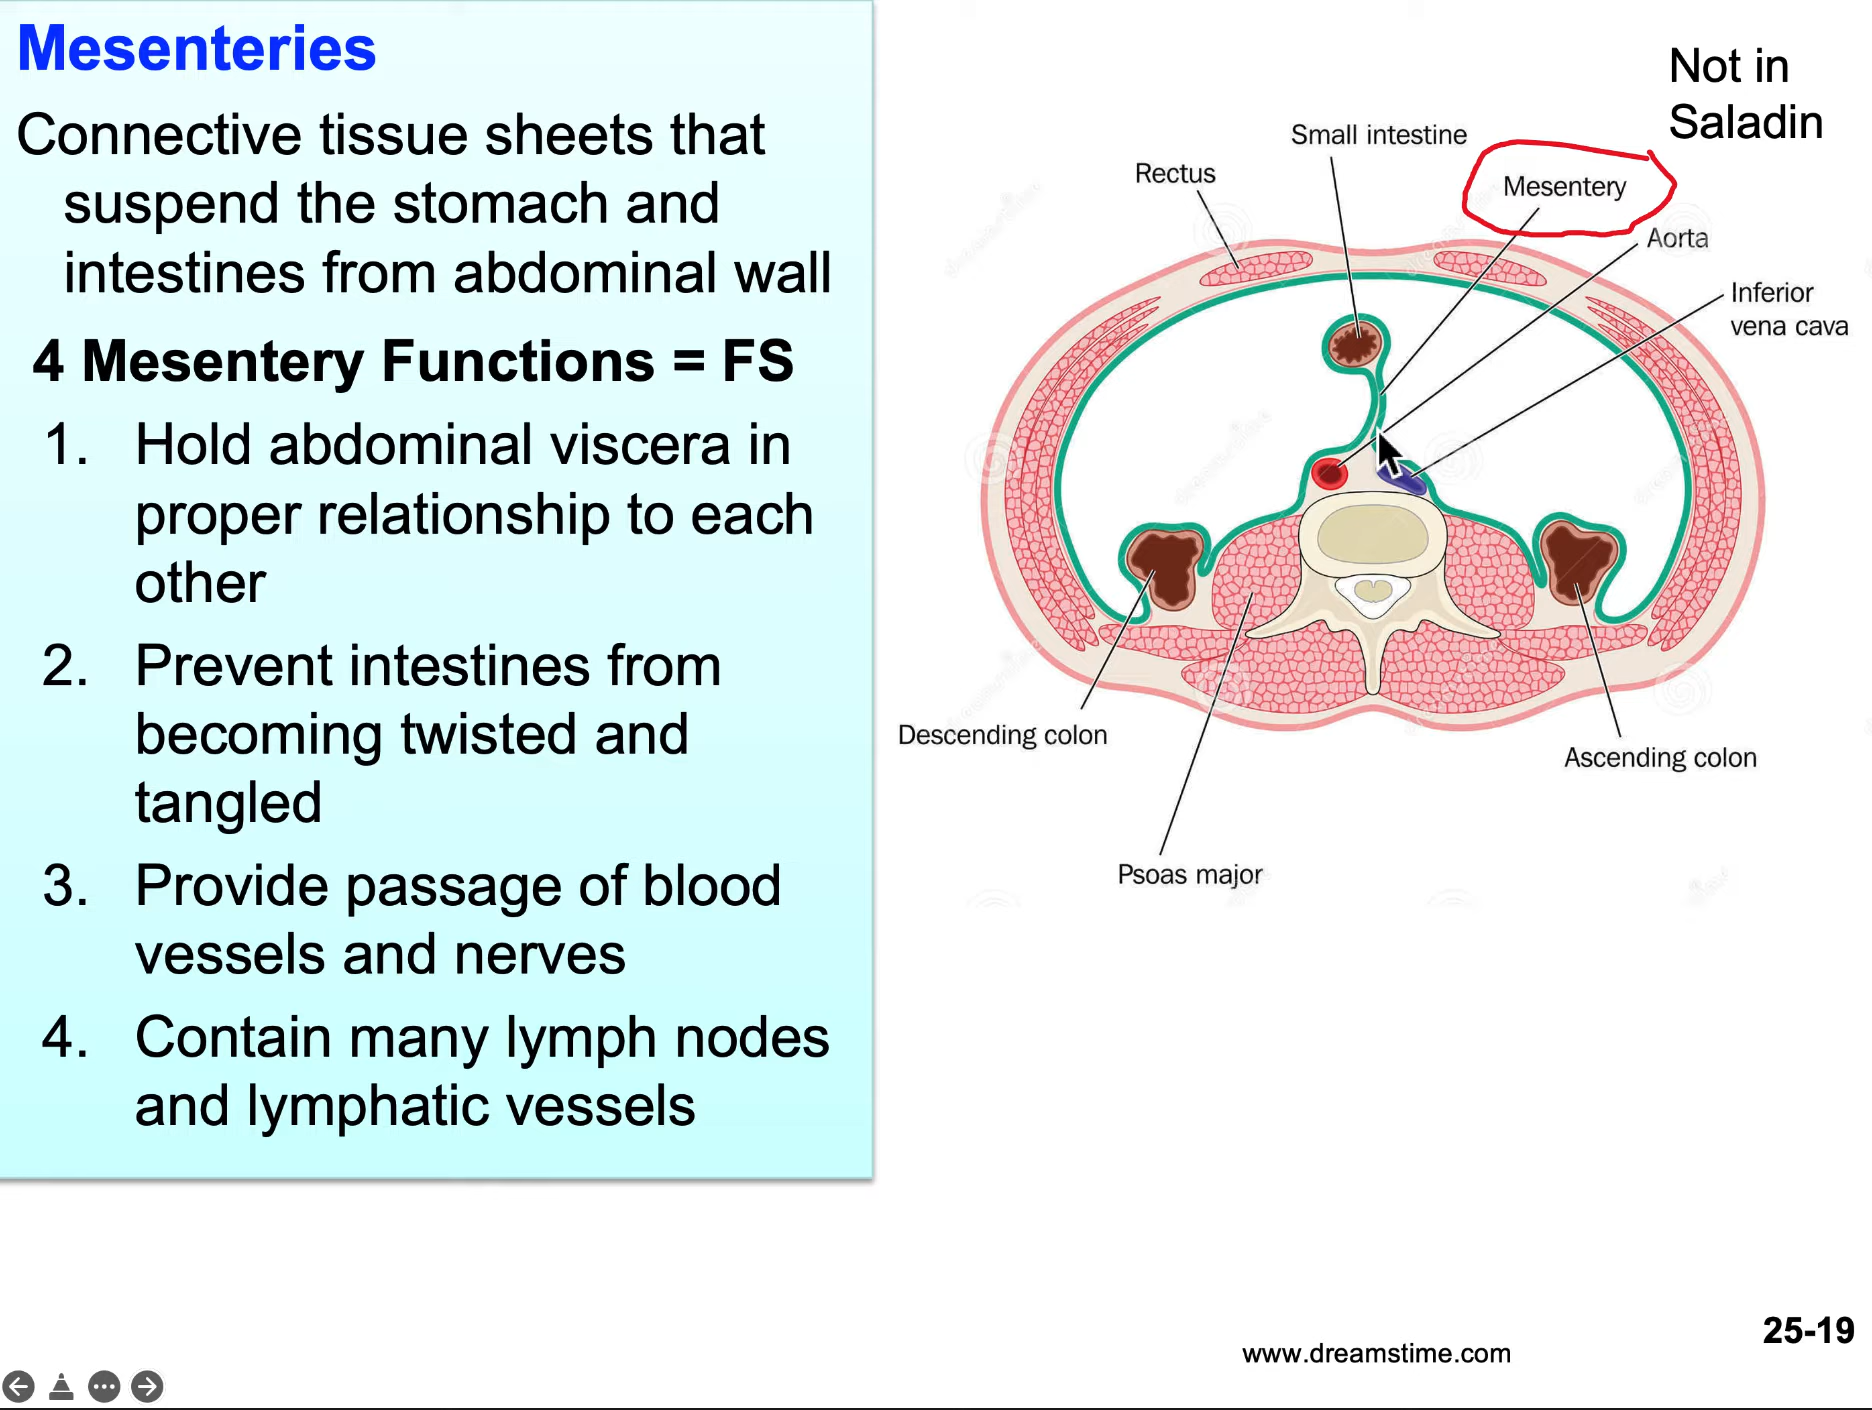 Mesenteries
Connective tissue sheets that
suspend the stomach and
intestines from abdominal wall
4 Mesentery Functions = FS
1. Hold abdominal viscera in
proper relationship to each
other
2. Prevent intestines from
becoming twisted and
tangled
3. Provide passage of blood
vessels and nerves
4. Contain many lymph nodes
and lymphatic vessels
Not in
Saladin
Small intestine
Rectus
Mesentery
Aorta
Inferior
vena cava
Descending colon
Ascending colon
Psoas major
25-19
www.dreamstime.com